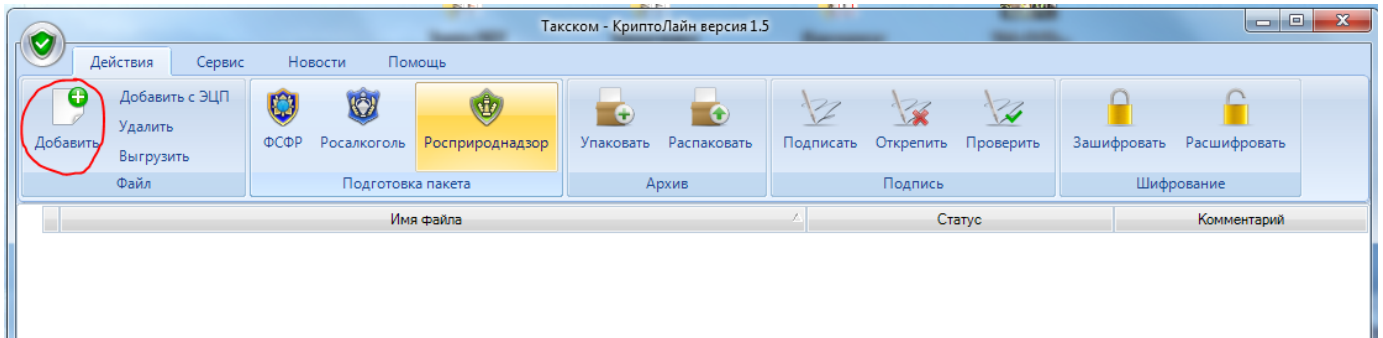 Такском - КриптоЛайн версия 1.5
Действия Сервис Новости Помощь
Добавить
Добавить с ЭЦП
Удалить
Выгрузить
Файл
ФСФР Росалкоголь Росприроднадзор
Подготовка пакета
Упаковать Распаковать
Архив
Подписать Открепить Проверить
Подпись
Зашифровать Расшифровать
Шифрование
Имя файла Статус Комментарий